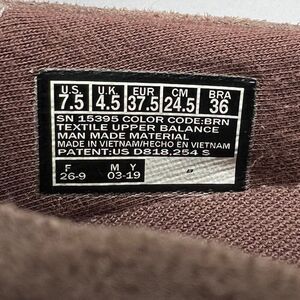 U.S. U.K. EUR CM BRA
7.5 4.5 37.5 24.5 36
SN 15395 COLOR CODE:BRN
TEXTILE UPPER BALANCE
MAN MADE MATERIAL
MADE IN VIETNAM/HECHO EN VIETNAM
PATENT:US D818,254 S
F M Y
26-9 03-19